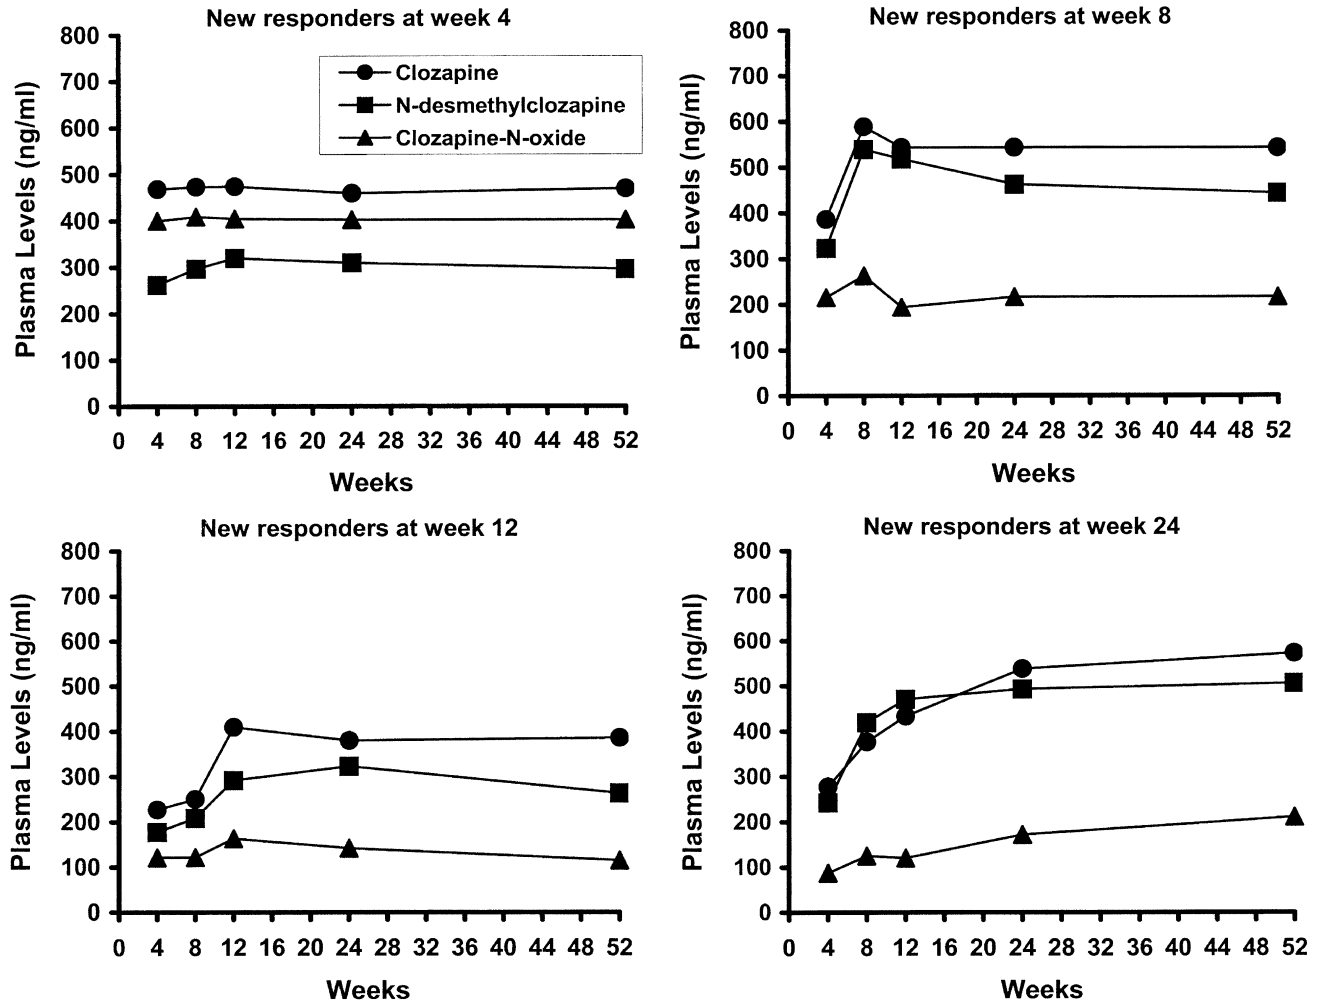 New responders at week 4
800
700
600
500
400
300
200
100
0
Plasma Levels (ng/ml)
Clozapine
N-desmethylclozapine
Clozapine-N-oxide
0 4 8 12 16 20 24 28 32 36 40 44 48 52
Weeks
New responders at week 8
800
700
600
500
400
300
200
100
0
Plasma Levels (ng/ml)
0 4 8 12 16 20 24 28 32 36 40 44 48 52
Weeks
New responders at week 12
800
700
600
500
400
300
200
100
0
Plasma Levels (ng/ml)
0 4 8 12 16 20 24 28 32 36 40 44 48 52
Weeks
New responders at week 24
800
700
600
500
400
300
200
100
0
Plasma Levels (ng/ml)
0 4 8 12 16 20 24 28 32 36 40 44 48 52
Weeks